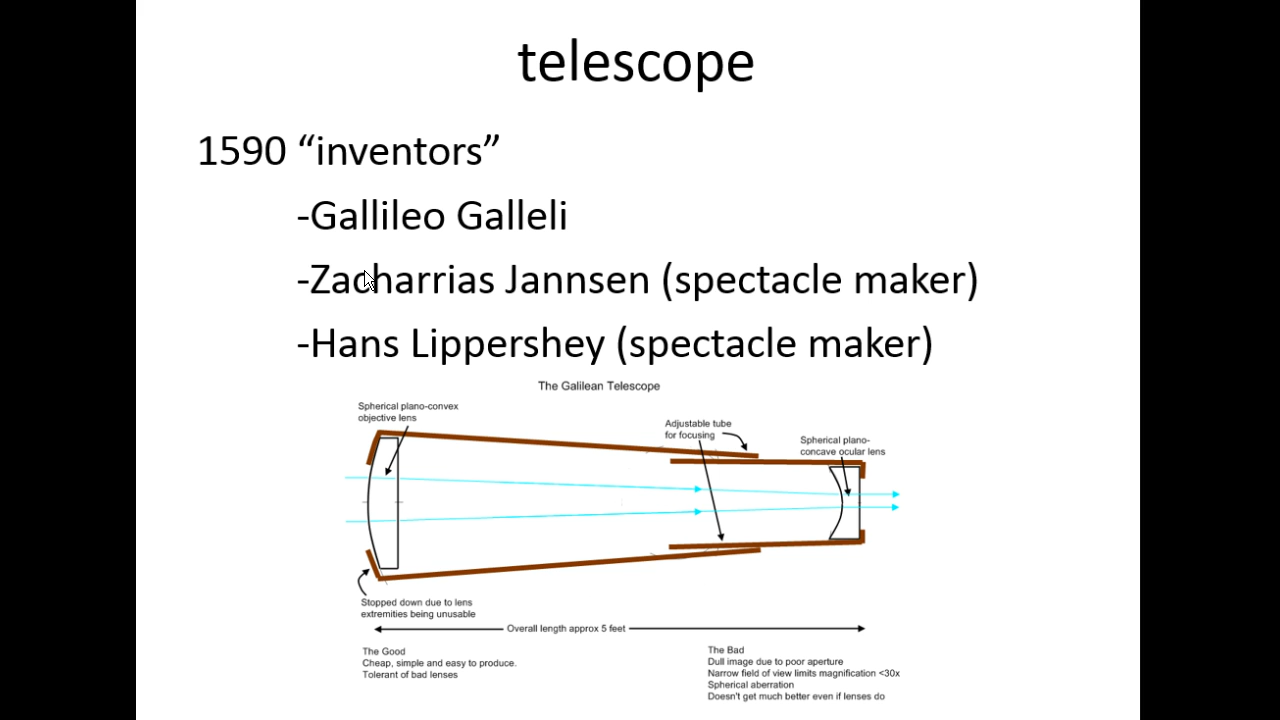 telescope
1590 “inventors”
-Gallileo Galleli
-Zacharrias Jannsen (spectacle maker)
-Hans Lippershey (spectacle maker)
The Galilean Telescope
Spherical plano-convex
objective lens
Adjustable tube
for focusing
Spherical plano-
concave ocular lens
Stopped down due to lens
extremities being unusable
Overall length approx 5 feet
The Good
Cheap, simple and easy to produce.
Tolerant of bad lenses
The Bad
Dull image due to poor aperture
Narrow field of view limits magnification <30x
Spherical aberration
Doesn't get much better even if lenses do